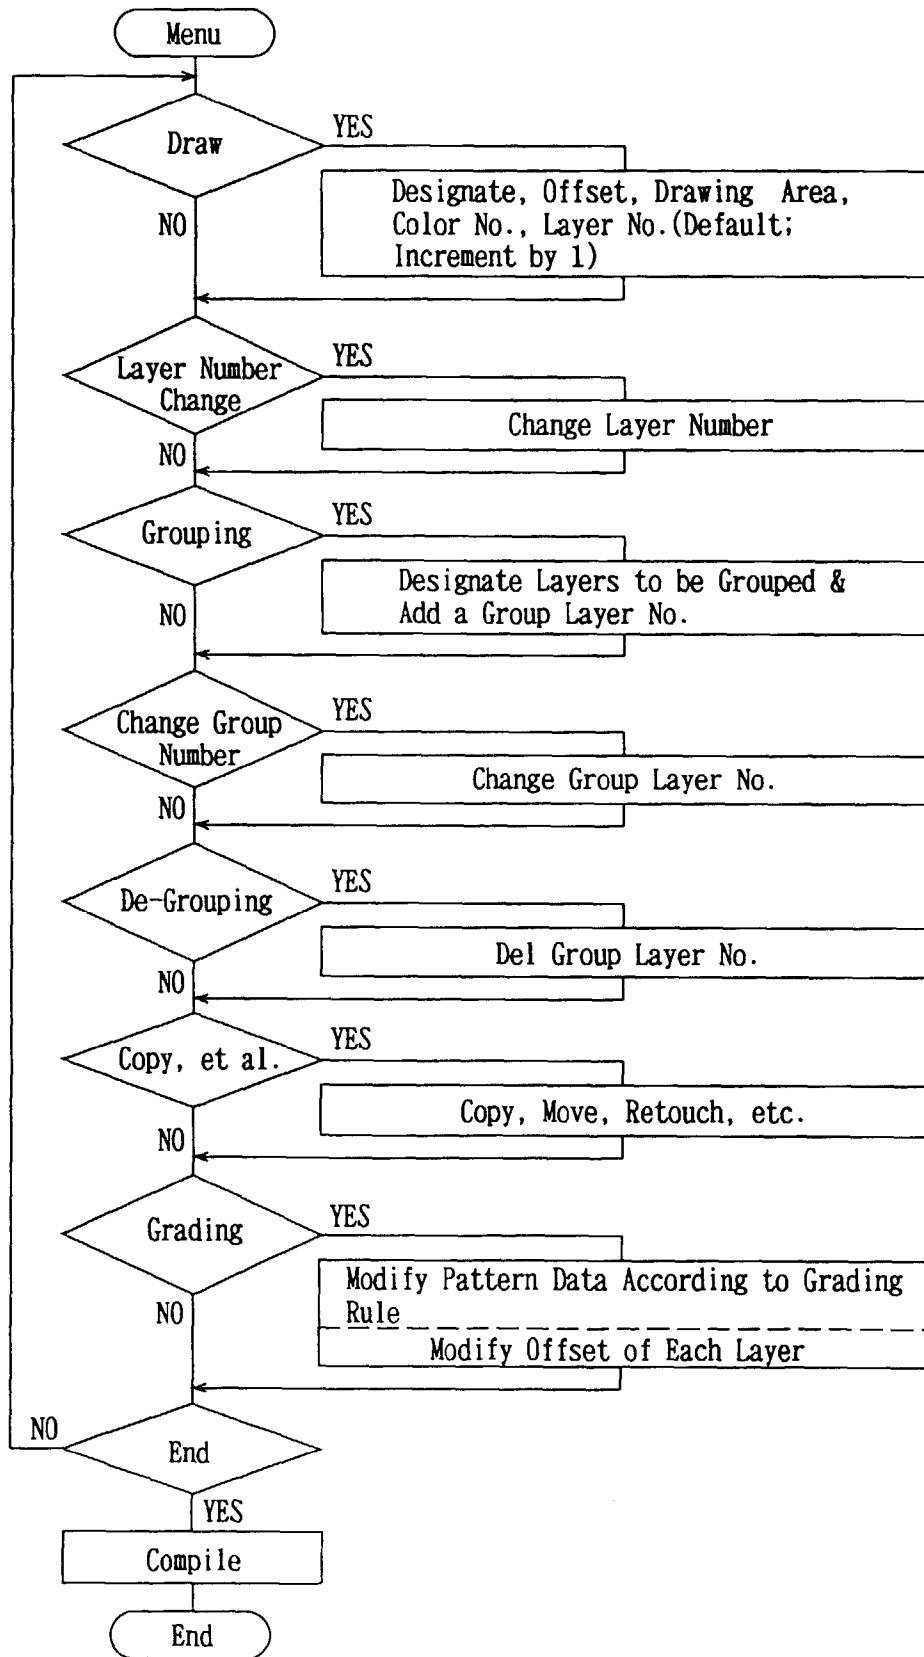 Menu
Draw
YES
Designate, Offset, Drawing Area,
Color No., Layer No.(Default;
Increment by 1)
NO
Layer Number
Change
YES
Change Layer Number
NO
Grouping
YES
Designate Layers to be Grouped &
Add a Group Layer No.
NO
Change Group
Number
YES
Change Group Layer No.
NO
De-Grouping
YES
Del Group Layer No.
NO
Copy, et al.
YES
Copy, Move, Retouch, etc.
NO
Grading
YES
Modify Pattern Data According to Grading
Rule
Modify Offset of Each Layer
NO
NO
End
YES
Compile
End